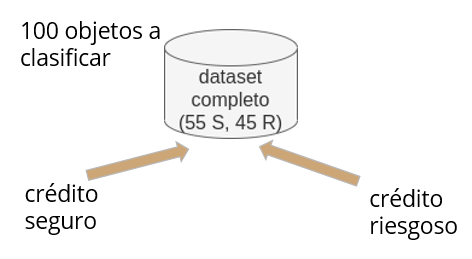 100 objetos a
clasificar
dataset
completo
(55 S, 45 R)
crédito
seguro
crédito
riesgoso